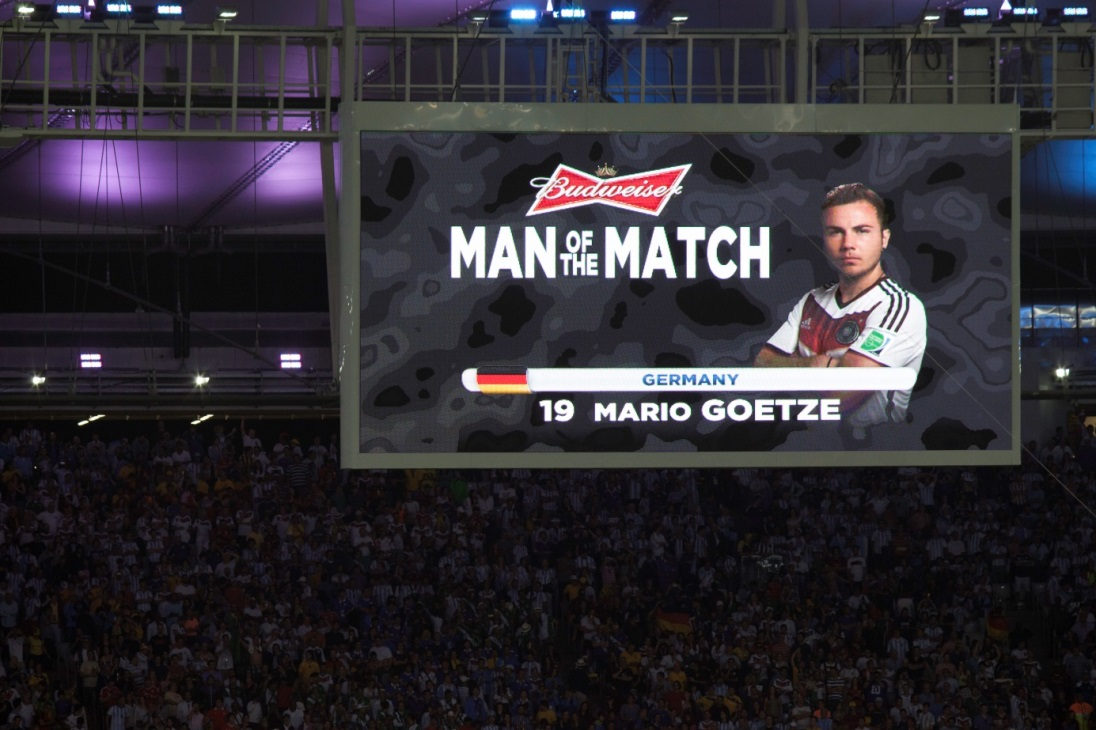 Budweiser
MAN OF THE MATCH
GERMANY
19 MARIO GOETZE